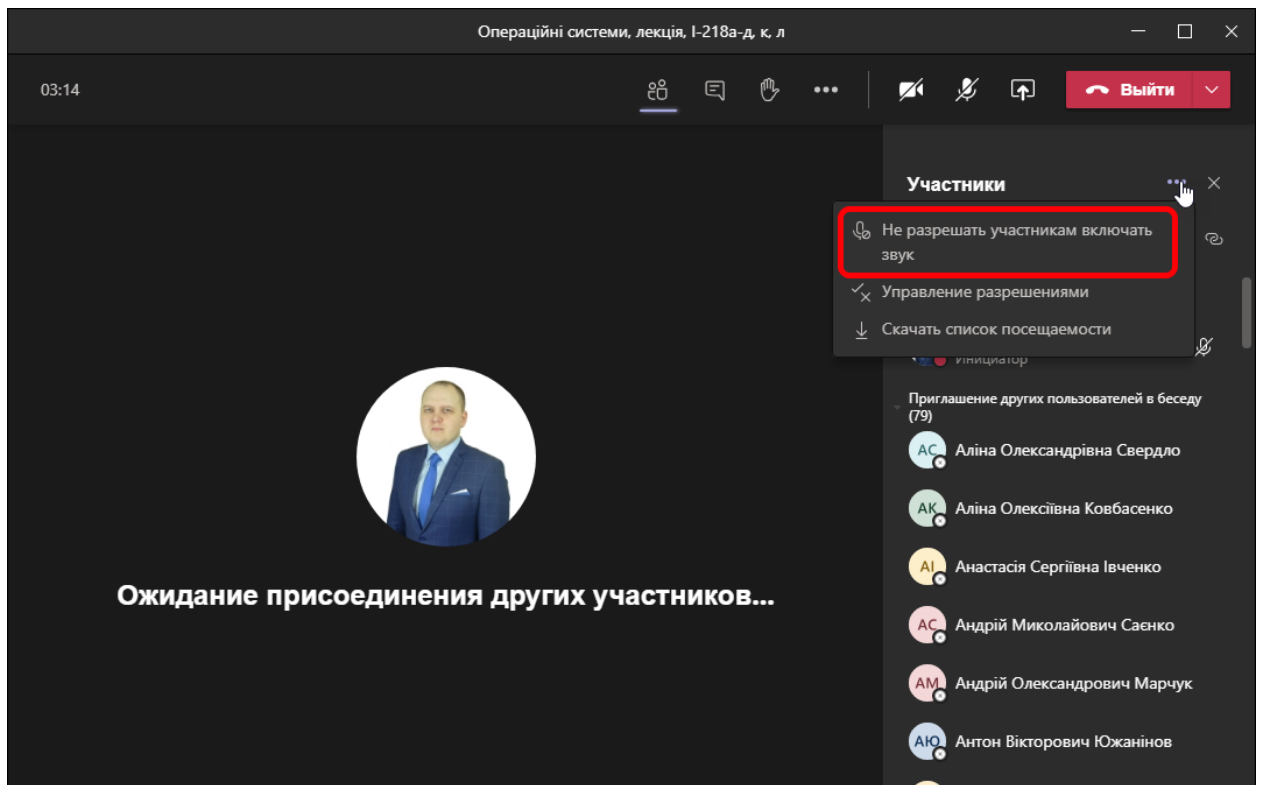 Операційні системи, лекція, І-218а-д, к, л
03:14
Выйти
Участники
Не разрешать участникам включать
звук
Управление разрешениями
Скачать список посещаемости
Инициатор
Приглашение других пользователей в беседу
(79)
АС Аліна Олександрівна Свердло
АК Аліна Олексіївна Ковбасенко
АІ Анастасія Сергіївна Івченко
АС Андрій Миколайович Саєнко
АМ Андрій Олександрович Марчук
АЮ Антон Вікторович Южанінов
Ожидание присоединения других участников...